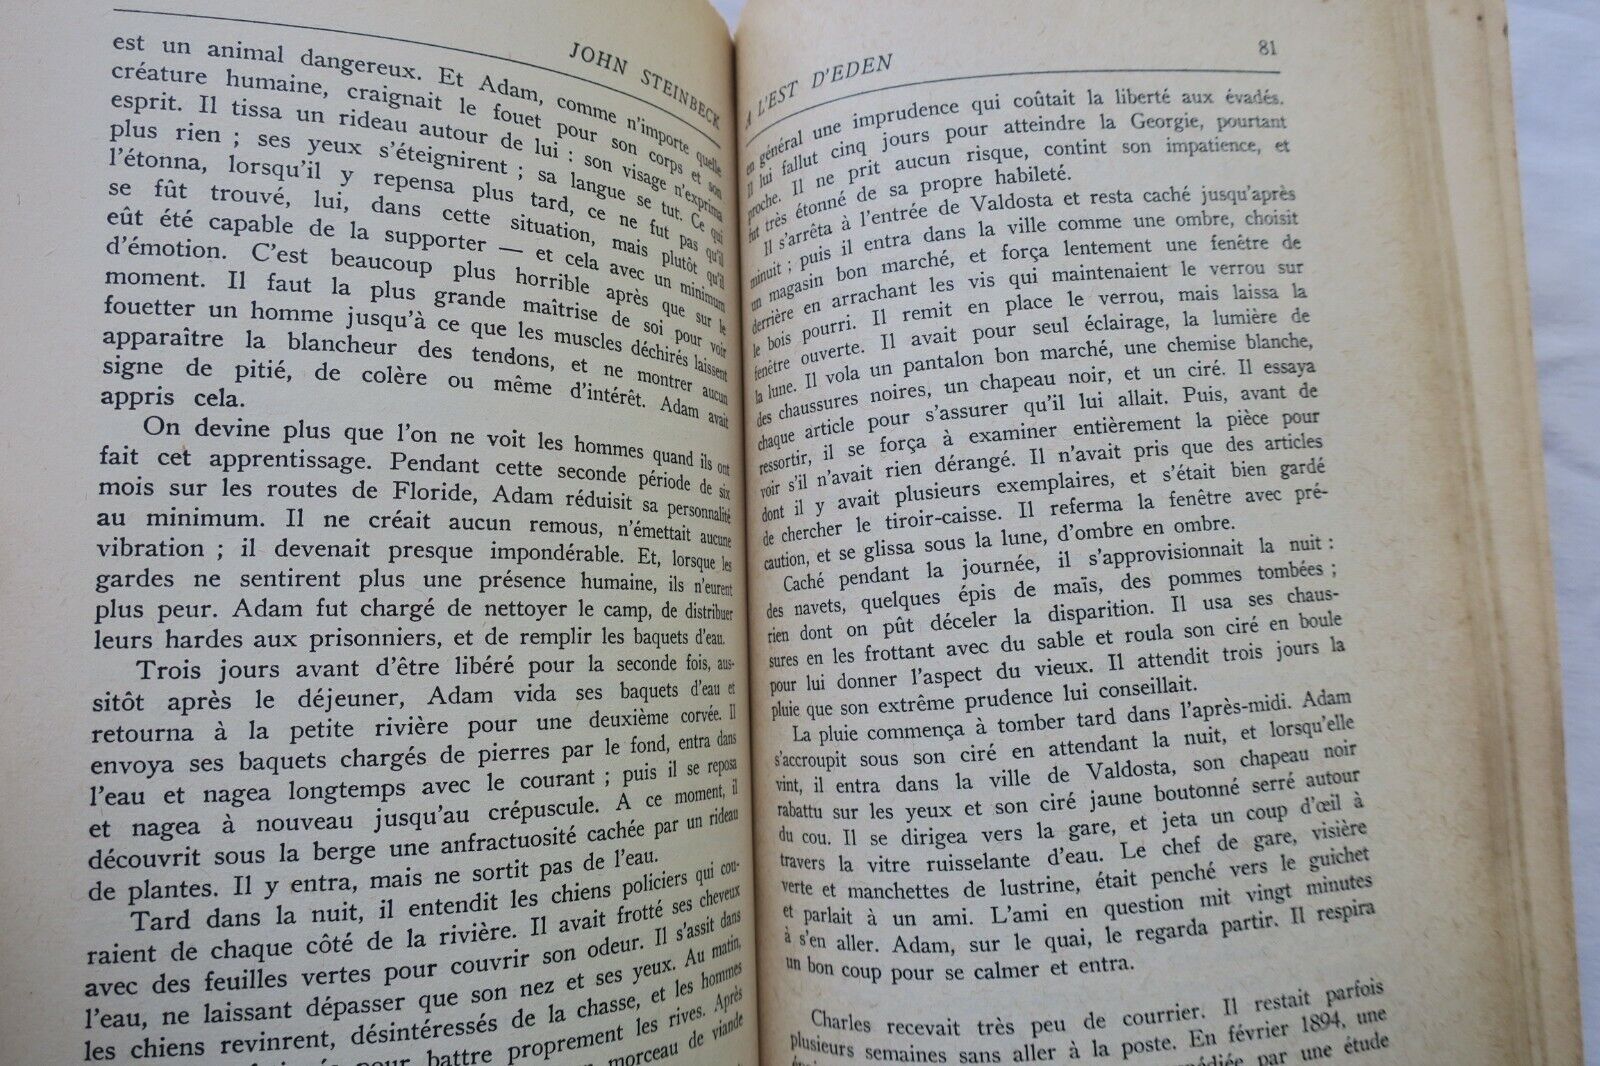 JOHN STEINBECK
est un animal dangereux. Et Adam, comme n'importe quelle
créature humaine, craignait le fouet pour son corps et son
esprit. Il tissa un rideau autour de lui : son visage n'exprima
plus rien ; ses yeux s'éteignirent ; sa langue se tut. Ce qui
l'étonna, lorsqu'il y repensa plus tard, ce ne fut pas qu'il
se fût trouvé, lui, dans cette situation, mais plutôt qu'il
eût été capable de la supporter — et cela avec un minimum
d'émotion. C'est beaucoup plus horrible après que sur le
moment. Il faut la plus grande maîtrise de soi pour voir
fouetter un homme jusqu'à ce que les muscles déchirés laissent
apparaître la blancheur des tendons, et ne montrer aucun
signe de pitié, de colère ou même d'intérêt. Adam avait
appris cela.
On devine plus que l'on ne voit les hommes quand ils ont
fait cet apprentissage. Pendant cette seconde période de six
mois sur les routes de Floride, Adam réduisit sa personnalité
au minimum. Il ne créait aucun remous, n'émettait aucune
vibration ; il devenait presque impondérable. Et, lorsque les
gardes ne sentirent plus une présence humaine, ils n'eurent
plus peur. Adam fut chargé de nettoyer le camp, de distribuer
leurs hardes aux prisonniers, et de remplir les baquets d'eau.
Trois jours avant d'être libéré pour la seconde fois, aus-
sitôt après le déjeuner, Adam vida ses baquets d'eau et
retourna à la petite rivière pour une deuxième corvée. Il
envoya ses baquets chargés de pierres par le fond, entra dans
l'eau et nagea longtemps avec le courant ; puis il se reposa
et nagea à nouveau jusqu'au crépuscule. A ce moment, il
découvrit sous la berge une anfractuosité cachée par un rideau
de plantes. Il y entra, mais ne sortit pas de l'eau.
Tard dans la nuit, il entendit les chiens policiers qui cou-
raient de chaque côté de la rivière. Il avait frotté ses cheveux
avec des feuilles vertes pour couvrir son odeur. Il s'assit dans
l'eau, ne laissant dépasser que son nez et ses yeux. Au matin,
les chiens revinrent, désintéressés de la chasse, et les hommes
pour battre proprement les rives. Après
morceau de viande
A L'EST D'EDEN 81
en général une imprudence qui coûtait la liberté aux évadés.
Il lui fallut cinq jours pour atteindre la Georgie, pourtant
proche. Il ne prit aucun risque, contint son impatience, et
fut très étonné de sa propre habileté.
Il s'arrêta à l'entrée de Valdosta et resta caché jusqu'après
minuit ; puis il entra dans la ville comme une ombre, choisit
un magasin bon marché, et força lentement une fenêtre de
derrière en arrachant les vis qui maintenaient le verrou sur
le bois pourri. Il remit en place le verrou, mais laissa la
fenêtre ouverte. Il avait pour seul éclairage, la lumière de
la lune. Il vola un pantalon bon marché, une chemise blanche,
des chaussures noires, un chapeau noir, et un ciré. Il essaya
chaque article pour s'assurer qu'il lui allait. Puis, avant de
ressortir, il se força à examiner entièrement la pièce pour
voir s'il n'avait rien dérangé. Il n'avait pris que des articles
dont il y avait plusieurs exemplaires, et s'était bien gardé
de chercher le tiroir-caisse. Il referma la fenêtre avec pré-
caution, et se glissa sous la lune, d'ombre en ombre.
Caché pendant la journée, il s'approvisionnait la nuit :
des navets, quelques épis de maïs, des pommes tombées ;
rien dont on pût déceler la disparition. Il usa ses chaus-
sures en les frottant avec du sable et roula son ciré en boule
pour lui donner l'aspect du vieux. Il attendit trois jours la
pluie que son extrême prudence lui conseillait.
La pluie commença à tomber tard dans l'après-midi. Adam
s'accroupit sous son ciré en attendant la nuit, et lorsqu'elle
vint, il entra dans la ville de Valdosta, son chapeau noir
rabattu sur les yeux et son ciré jaune boutonné serré autour
du cou. Il se dirigea vers la gare, et jeta un coup d'œil à
travers la vitre ruisselante d'eau. Le chef de gare, visière
verte et manchettes de lustrine, était penché vers le guichet
et parlait à un ami. L'ami en question mit vingt minutes
à s'en aller. Adam, sur le quai, le regarda partir. Il respira
un bon coup pour se calmer et entra.
Charles recevait très peu de courrier. Il restait parfois
plusieurs semaines sans aller à la poste. En février 1894, une
par une étude